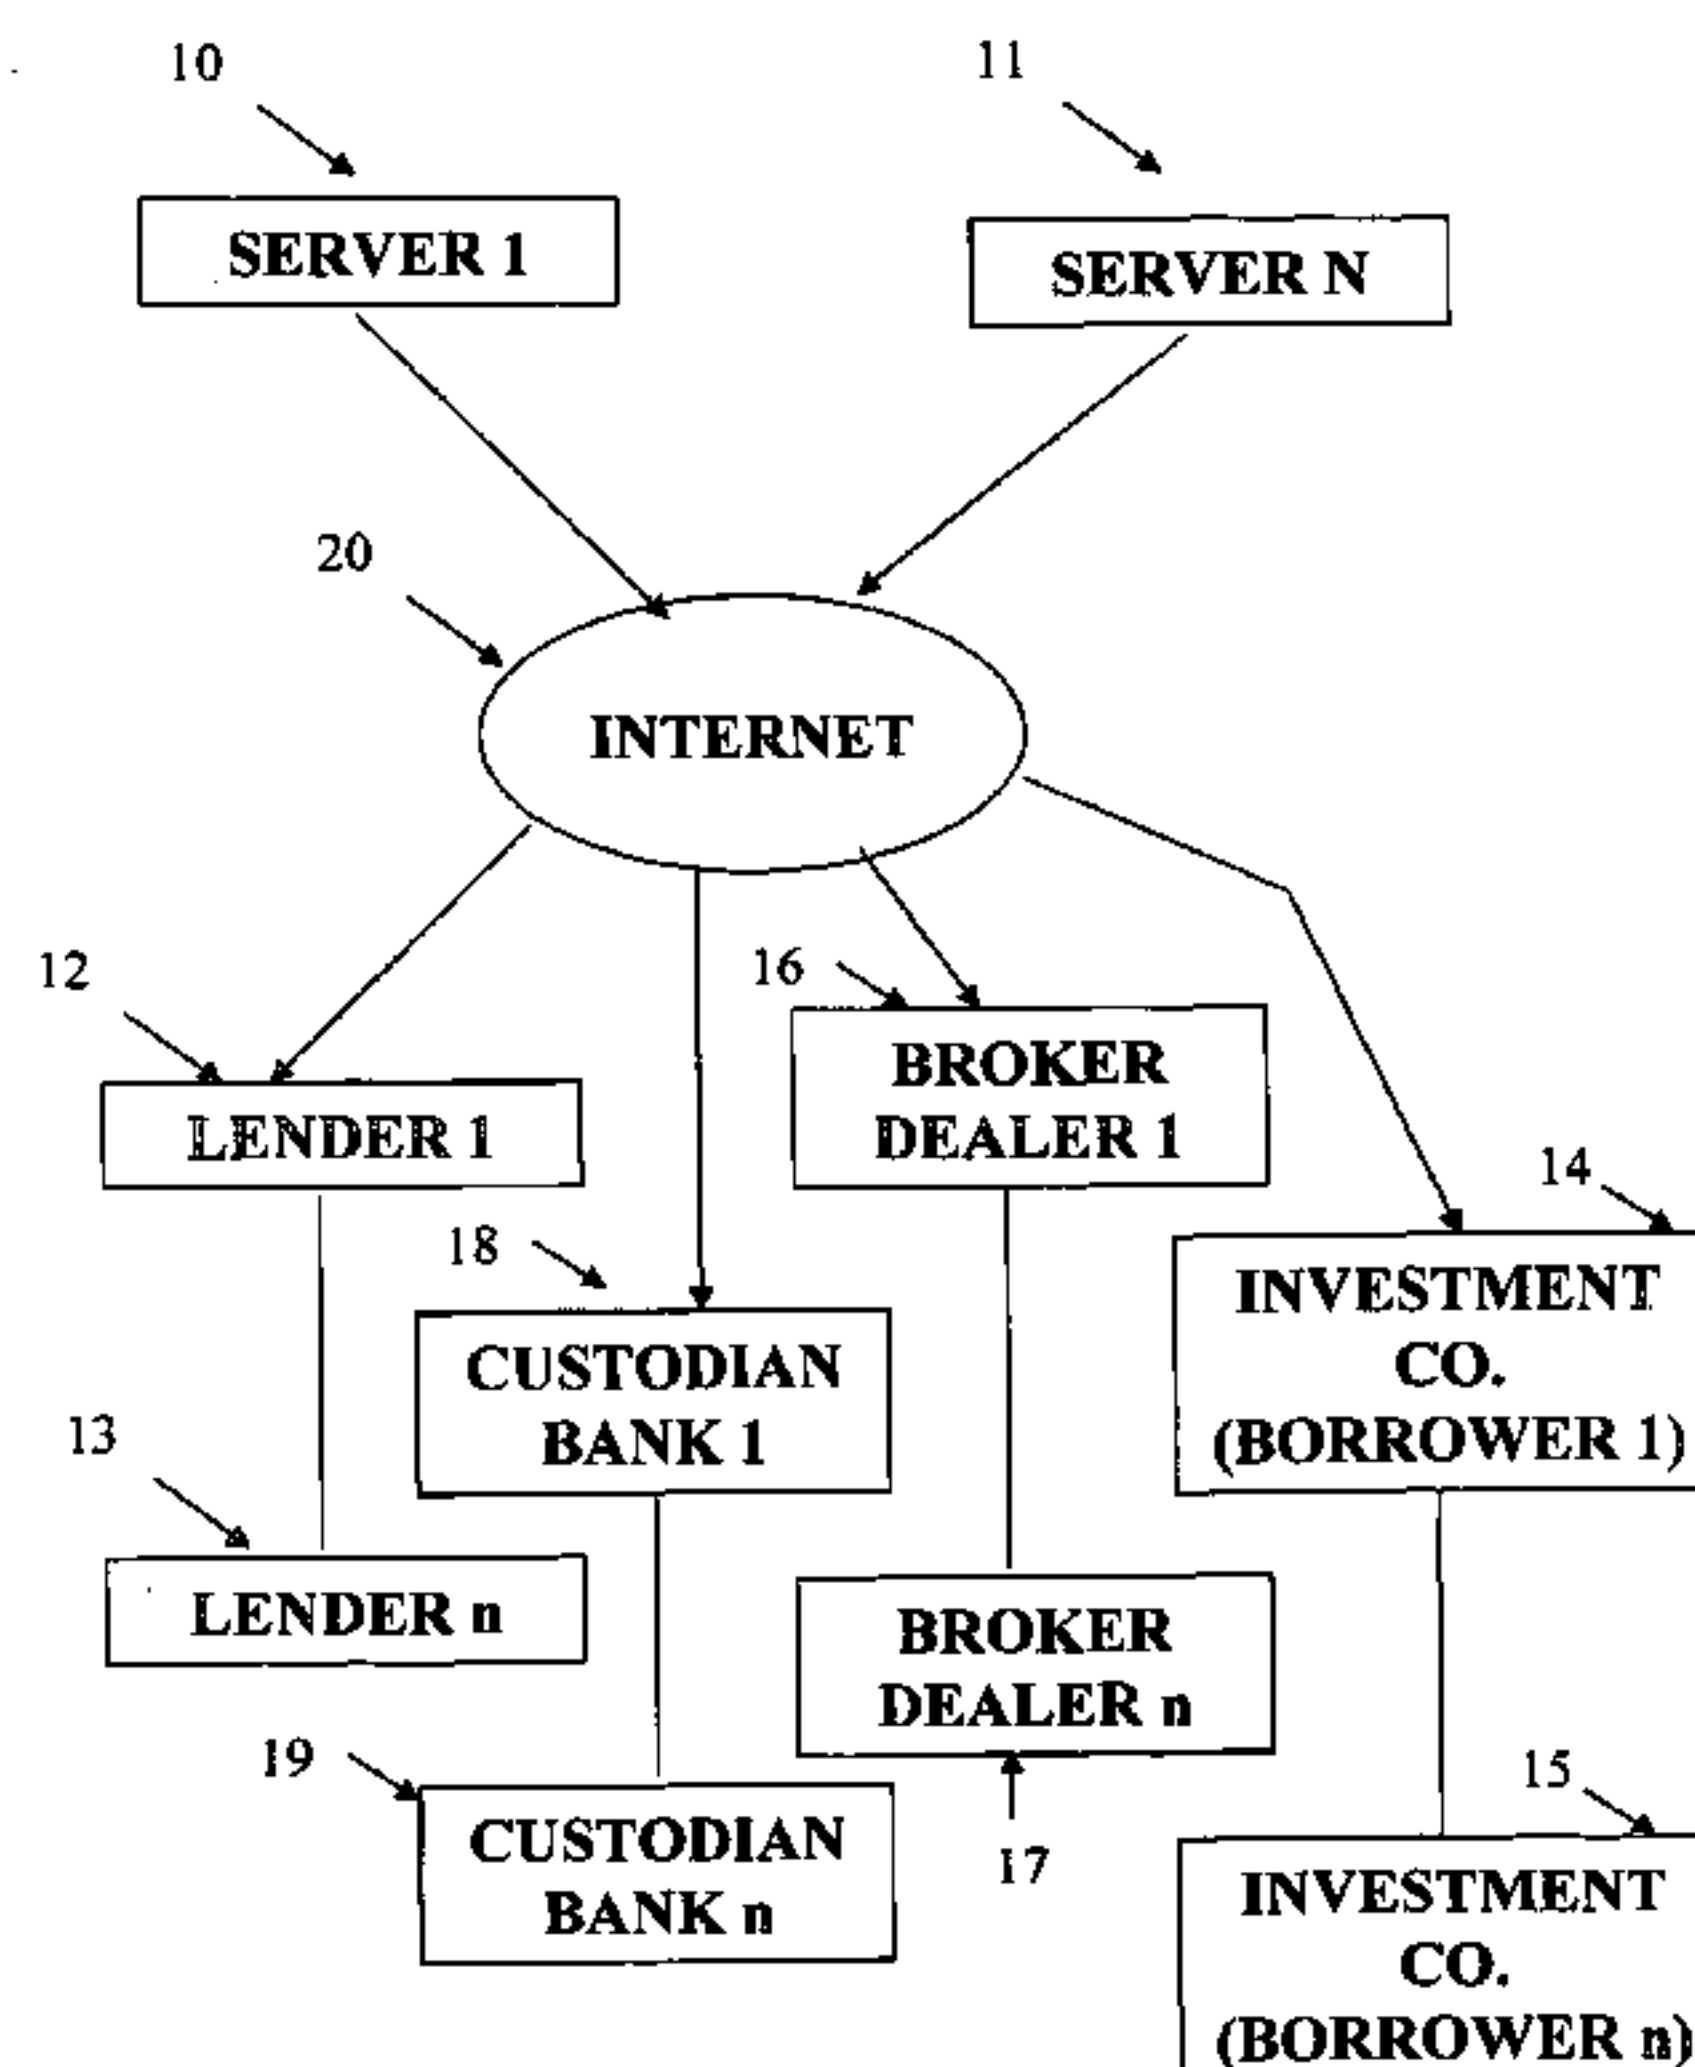 10
11
SERVER 1
SERVER N
20
INTERNET
12
16
LENDER 1
BROKER
DEALER 1
14
18
INVESTMENT
CO.
(BORROWER 1)
CUSTODIAN
BANK 1
13
LENDER n
BROKER
DEALER n
19
15
17
CUSTODIAN
BANK n
INVESTMENT
CO.
(BORROWER n)